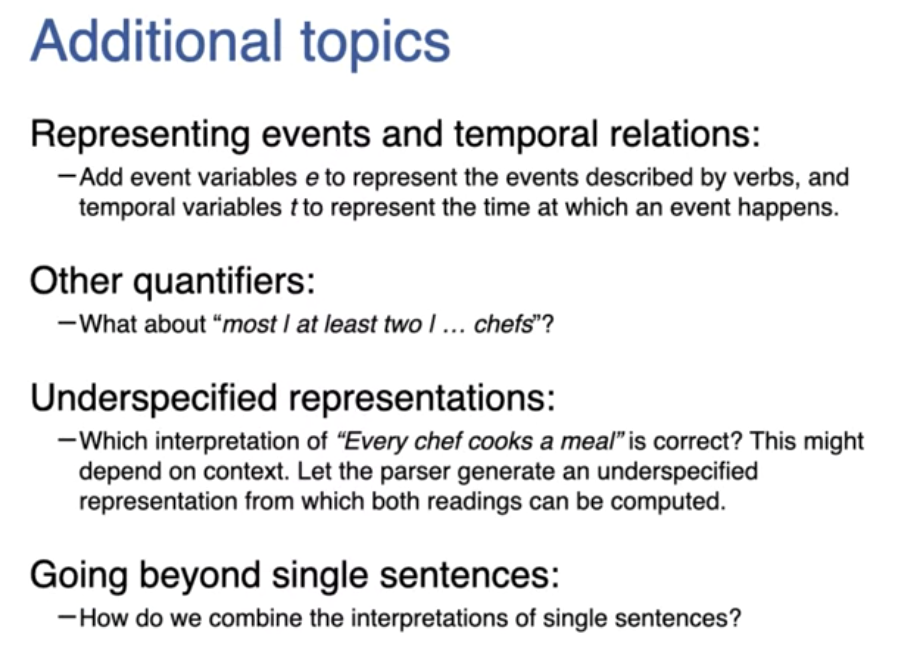 Additional topics
Representing events and temporal relations:
–Add event variables e to represent the events described by verbs, and
temporal variables t to represent the time at which an event happens.
Other quantifiers:
–What about “most / at least two / … chefs”?
Underspecified representations:
–Which interpretation of “Every chef cooks a meal” is correct? This might
depend on context. Let the parser generate an underspecified
representation from which both readings can be computed.
Going beyond single sentences:
–How do we combine the interpretations of single sentences?